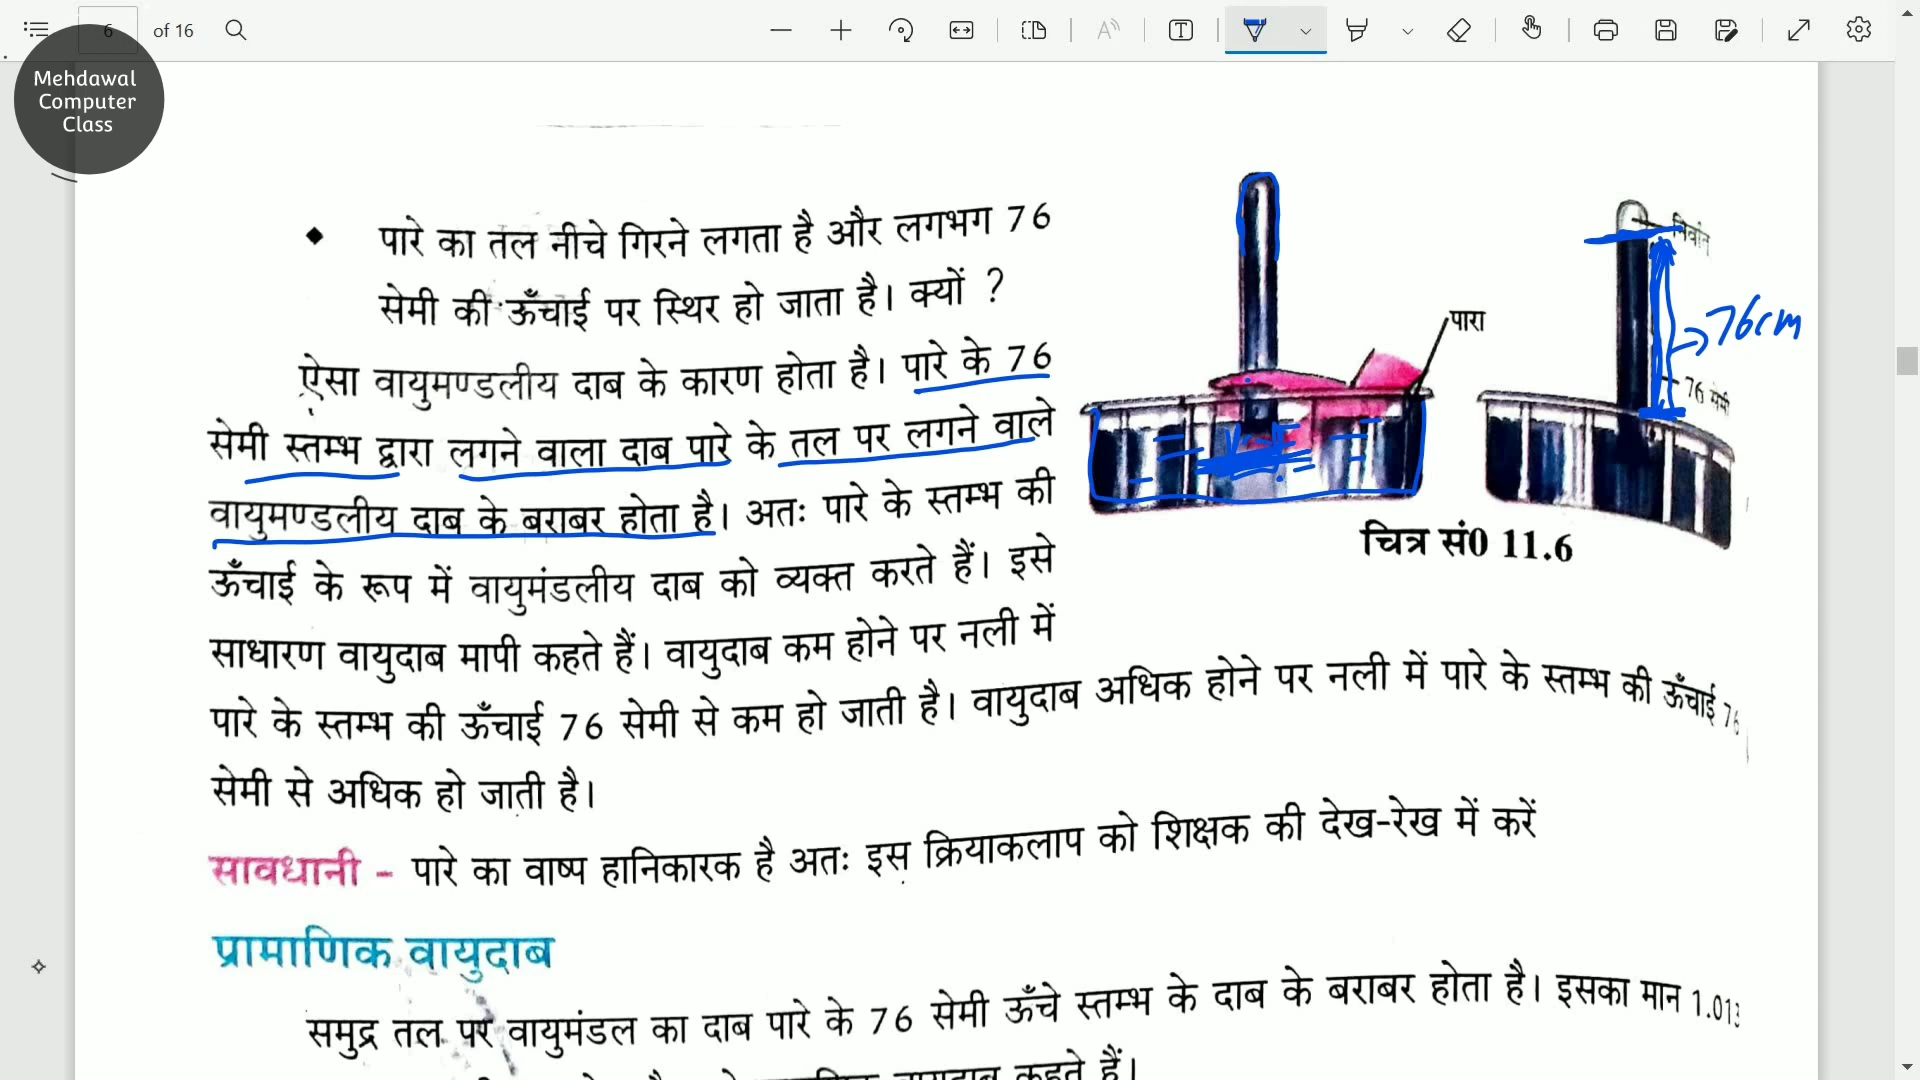 6 of 16
Mehdawal
Computer
Class
◆ पारे का तल नीचे गिरने लगता है और लगभग 76
सेमी की ऊँचाई पर स्थिर हो जाता है। क्यों ?
ऐसा वायुमण्डलीय दाब के कारण होता है। पारे के 76
सेमी स्तम्भ द्वारा लगने वाला दाब पारे के तल पर लगने वाले
वायुमण्डलीय दाब के बराबर होता है। अतः पारे के स्तम्भ की
ऊँचाई के रूप में वायुमंडलीय दाब को व्यक्त करते हैं। इसे
साधारण वायुदाब मापी कहते हैं। वायुदाब कम होने पर नली में
पारे के स्तम्भ की ऊँचाई 76 सेमी से कम हो जाती है। वायुदाब अधिक होने पर नली में पारे के स्तम्भ की ऊँचाई 76
सेमी से अधिक हो जाती है।
पारा
76cm
76 सेमी
चित्र सं0 11.6
सावधानी - पारे का वाष्प हानिकारक है अतः इस क्रियाकलाप को शिक्षक की देख-रेख में करें
प्रामाणिक वायुदाब
समुद्र तल पर वायुमंडल का दाब पारे के 76 सेमी ऊँचे स्तम्भ के दाब के बराबर होता है। इसका मान 1.013
वायुदाब कहते हैं।